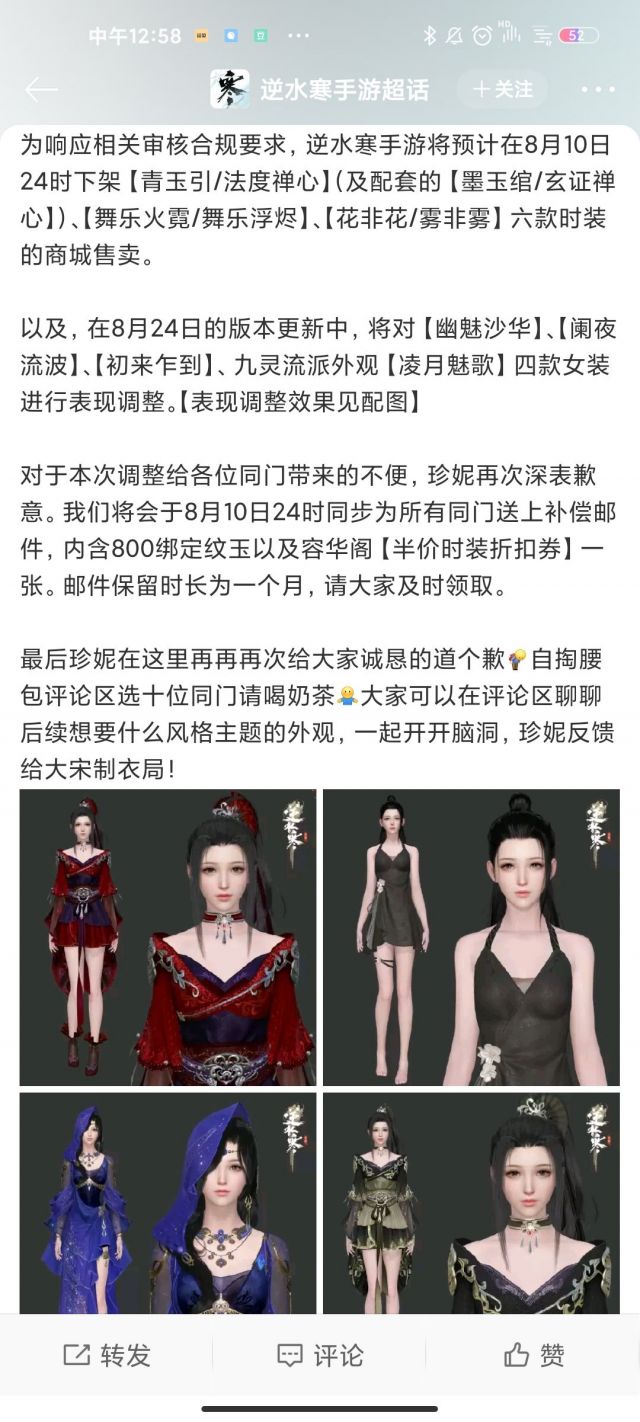 中午12:58
HD
52
寒
逆水寒手游超话
+关注
为响应相关审核合规要求，逆水寒手游将预计在8月10日
24时下架【青玉引/法度禅心】（及配套的【墨玉绾/玄证禅
心】）、【舞乐火霓/舞乐浮烬】、【花非花/雾非雾】六款时装
的商城售卖。
以及，在8月24日的版本更新中，将对【幽魅沙华】、【阑夜
流波】、【初来乍到】、九灵流派外观【凌月魅歌】四款女装
进行表现调整。【表现调整效果见配图】
对于本次调整给各位同门带来的不便，珍妮再次深表歉
意。我们将会于8月10日24时同步为所有同门送上补偿邮
件，内含800绑定纹玉以及容华阁【半价时装折扣券】一
张。邮件保留时长为一个月，请大家及时领取。
最后珍妮在这里再再再次给大家诚恳的道个歉自掏腰
包评论区选十位同门请喝奶茶大家可以在评论区聊聊
后续想要什么风格主题的外观，一起开开脑洞，珍妮反馈
给大宋制衣局！
逆水寒
逆水寒
逆水寒
逆水寒
转发
评论
赞